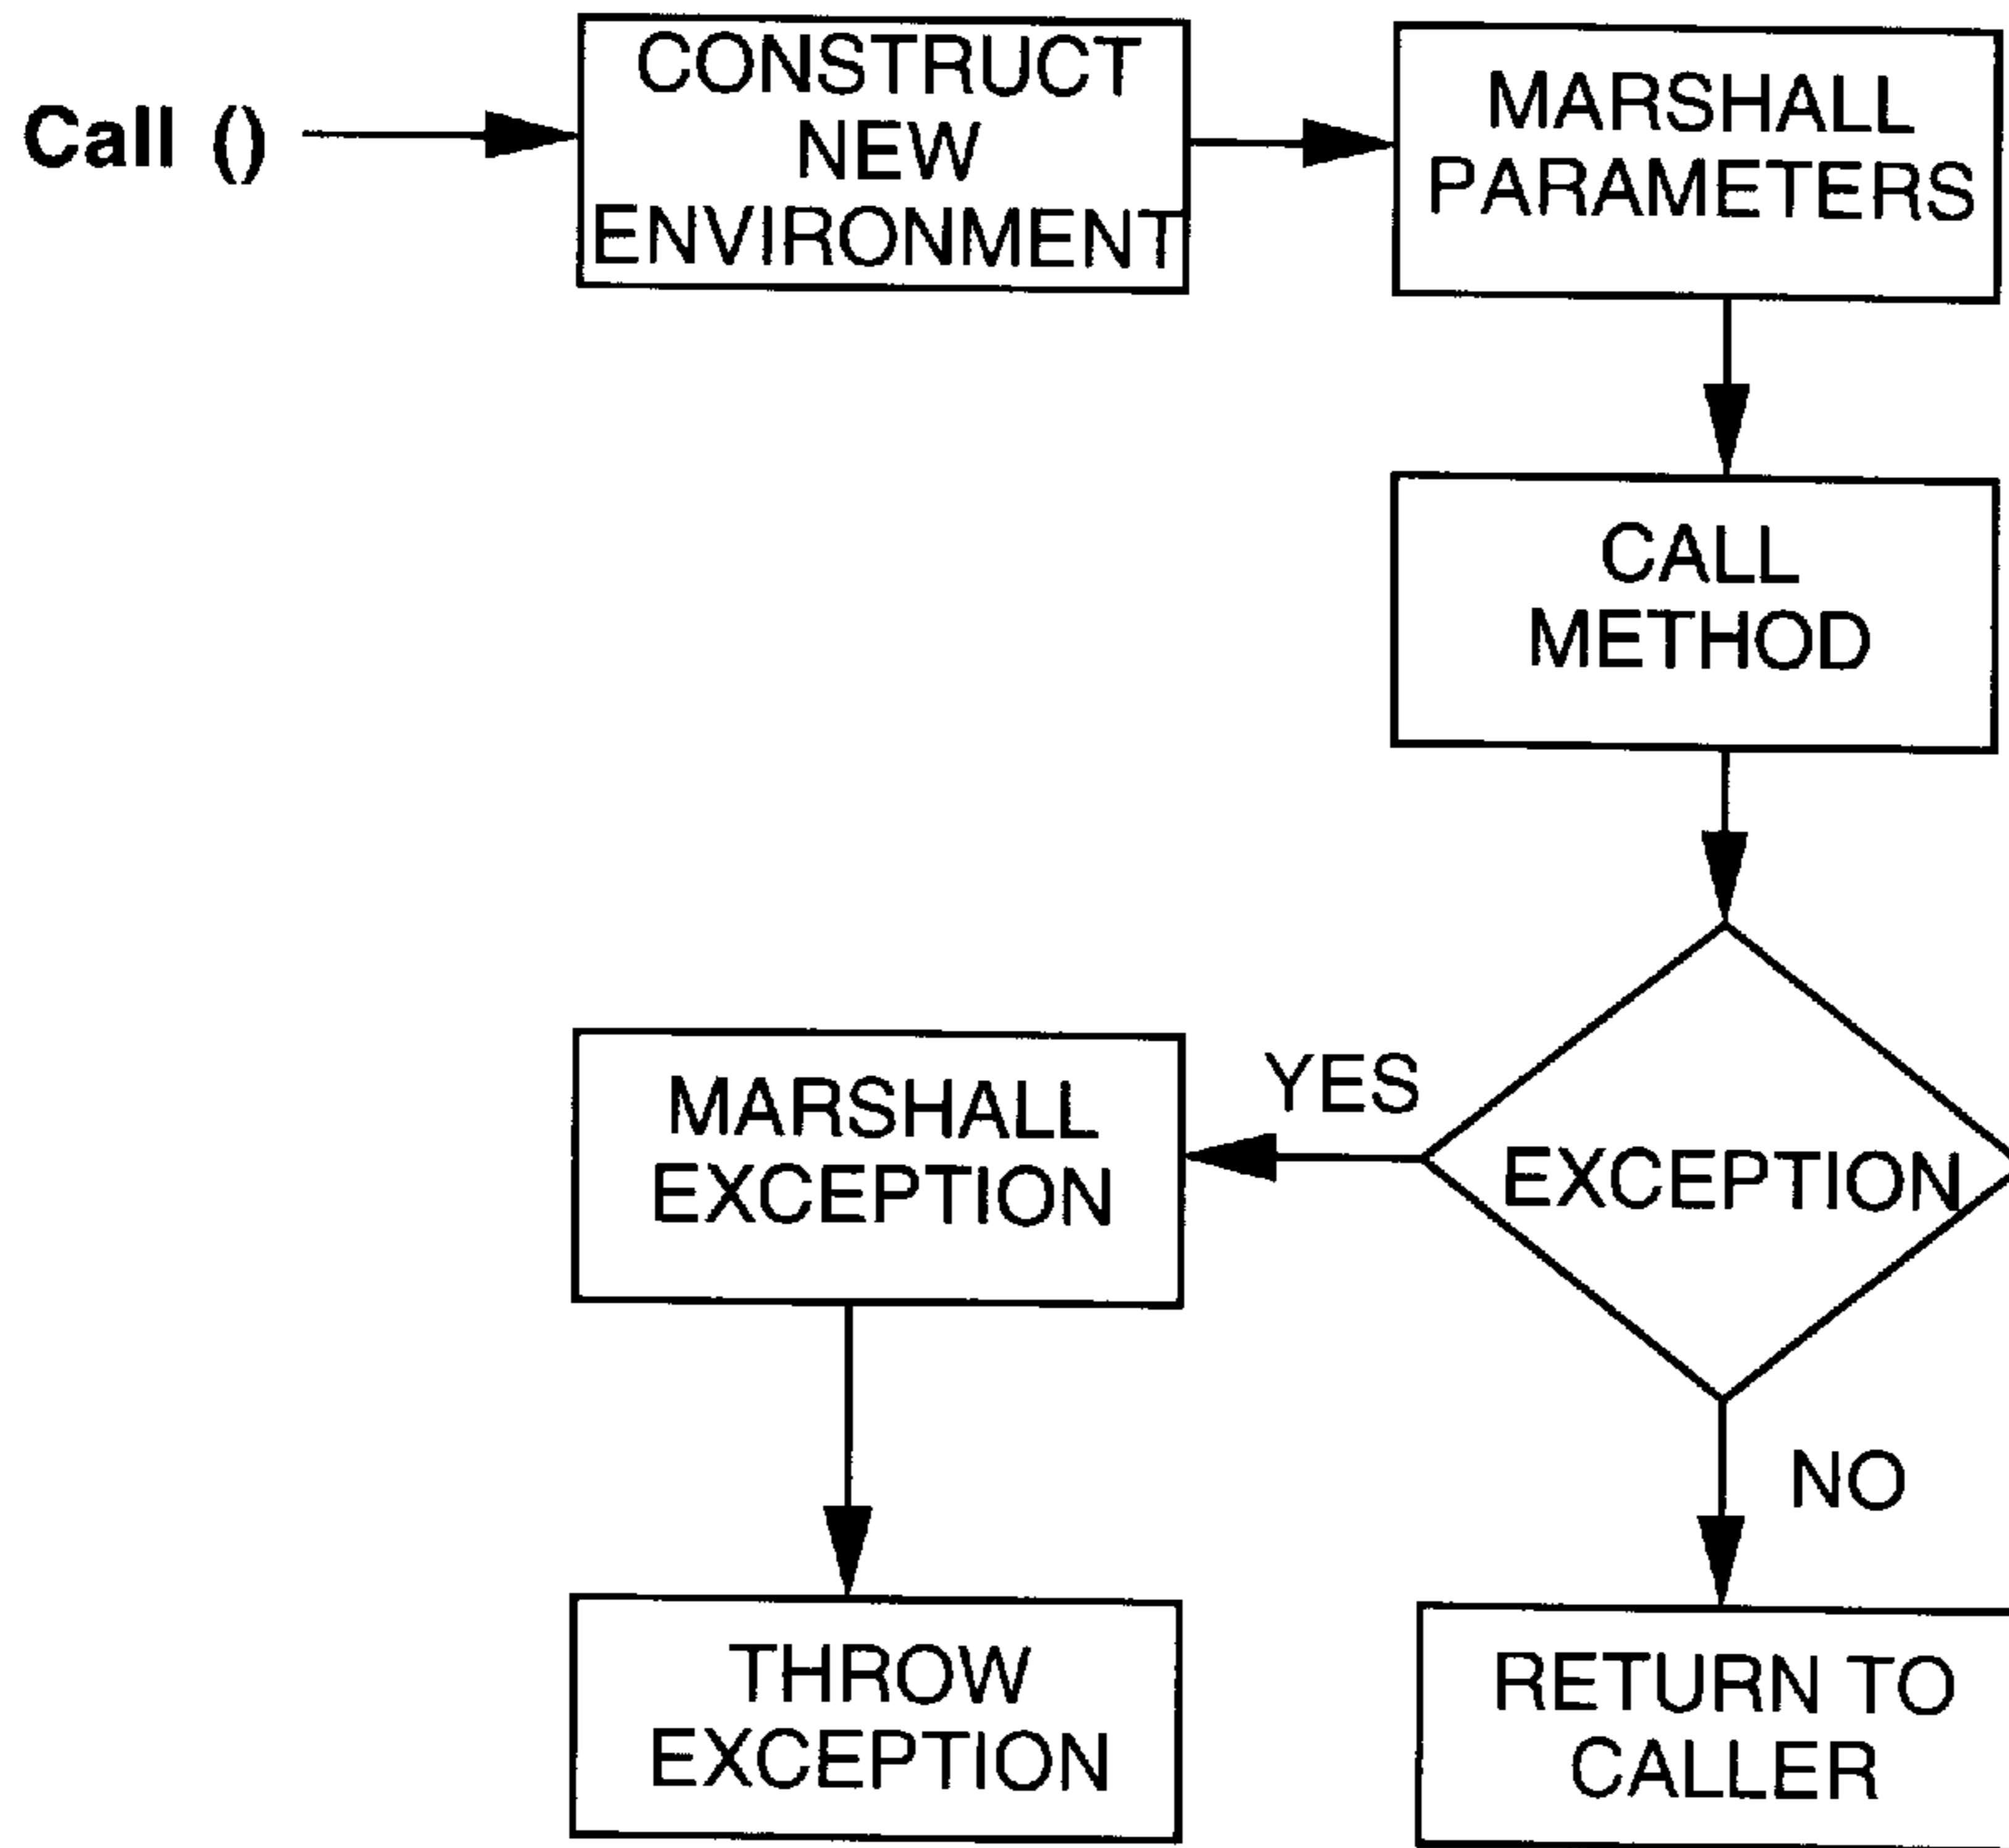 Call ()
CONSTRUCT
NEW
ENVIRONMENT
MARSHALL
PARAMETERS
CALL
METHOD
EXCEPTION
YES
MARSHALL
EXCEPTION
NO
THROW
EXCEPTION
RETURN TO
CALLER